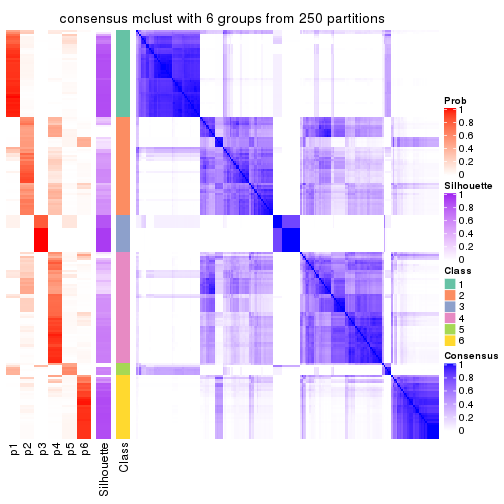 consensus mclust with 6 groups from 250 partitions
Prob
1
0.8
0.6
0.4
0.2
0
Silhouette
1
0.8
0.6
0.4
0.2
0
Class
1
2
3
4
5
6
Consensus
1
0.8
0.6
0.4
0.2
0
p1
p2
p3
p4
p5
p6
Silhouette
Class